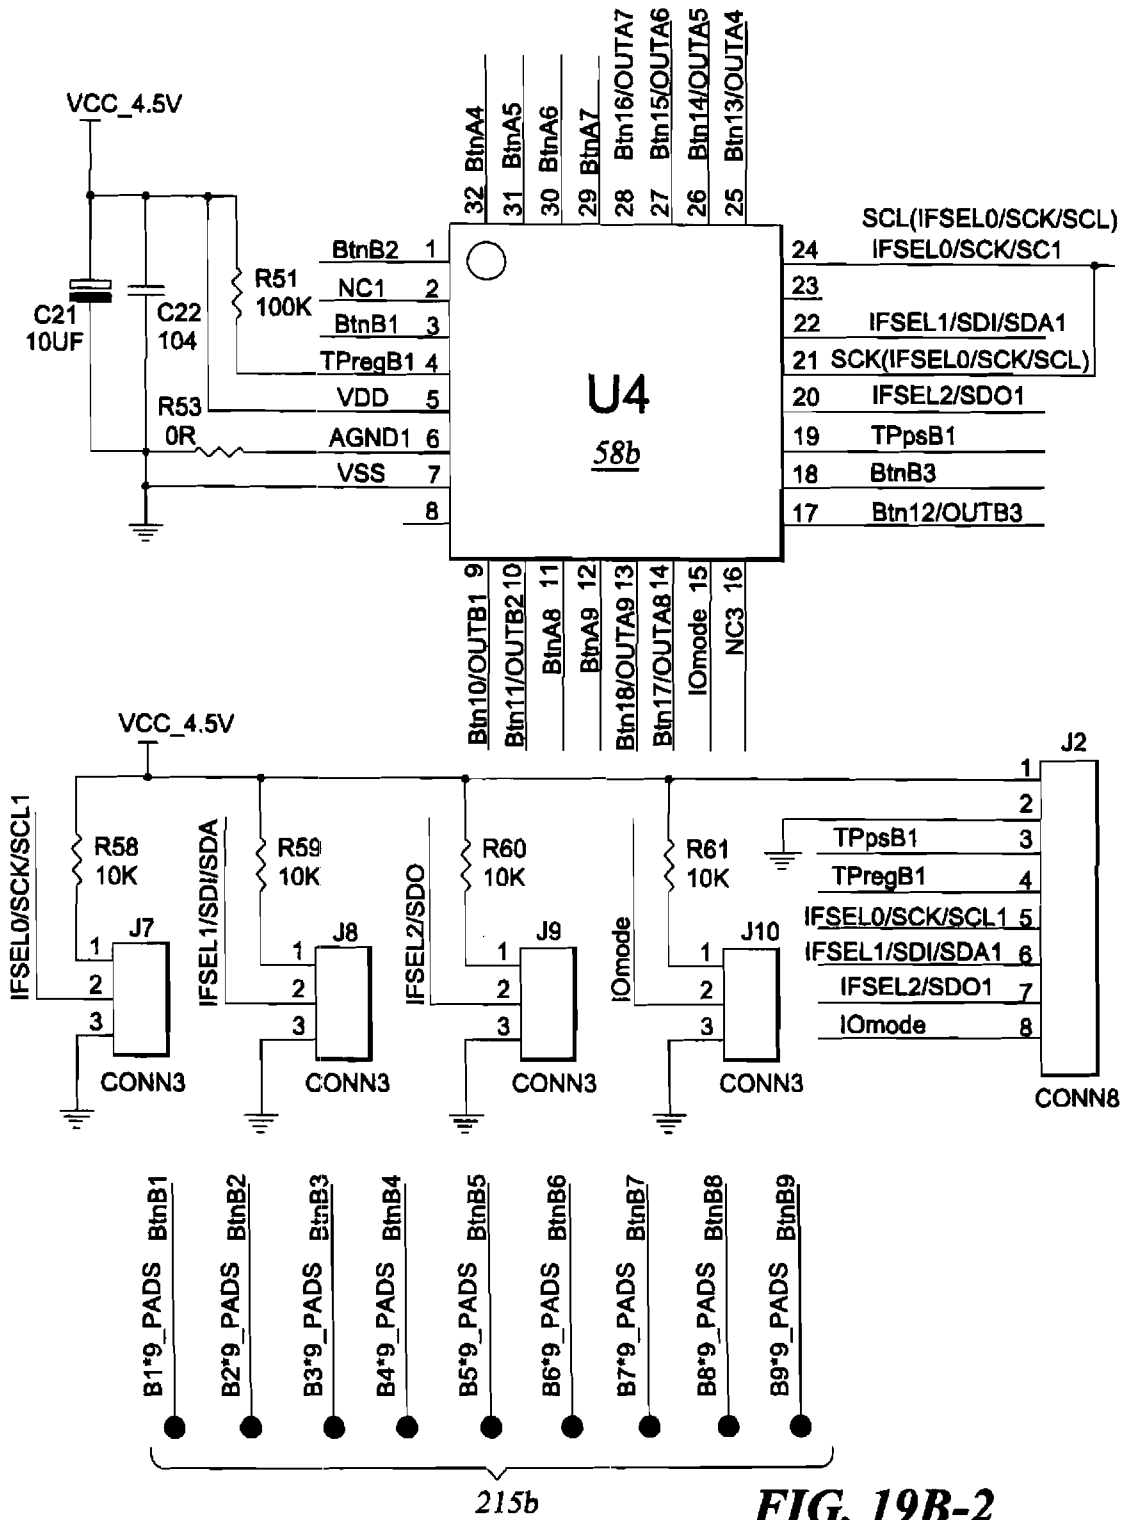 VCC_4.5V
C21
10UF
C22
104
R51
100K
R53
0R
32 BtnA4
31 BtnA5
30 BtnA6
29 BtnA7
28 Btn16/OUTA7
27 Btn15/OUTA6
26 Btn14/OUTA5
25 Btn13/OUTA4
BtnB2 1
NC1 2
BtnB1 3
TPregB1 4
VDD 5
AGND1 6
VSS 7
8
U4
58b
SCL(IFSEL0/SCK/SCL)
24 IFSEL0/SCK/SC1
23
22 IFSEL1/SDI/SDA1
21 SCK(IFSEL0/SCK/SCL)
20 IFSEL2/SDO1
19 TPpsB1
18 BtnB3
17 Btn12/OUTB3
Btn10/OUTB1 9
Btn11/OUTB2 10
BtnA8 11
BtnA9 12
Btn18/OUTA9 13
Btn17/OUTA8 14
IOmode 15
NC3 16
VCC_4.5V
IFSEL0/SCK/SCL1
R58
10K
J7
1
2
3
CONN3
IFSEL1/SDI/SDA
R59
10K
J8
1
2
3
CONN3
IFSEL2/SDO
R60
10K
J9
1
2
3
CONN3
IOmode
R61
10K
J10
1
2
3
CONN3
J2
1
2
TPpsB1 3
TPregB1 4
IFSEL0/SCK/SCL1 5
IFSEL1/SDI/SDA1 6
IFSEL2/SDO1 7
IOmode 8
CONN8
B1*9_PADS BtnB1
B2*9_PADS BtnB2
B3*9_PADS BtnB3
B4*9_PADS BtnB4
B5*9_PADS BtnB5
B6*9_PADS BtnB6
B7*9_PADS BtnB7
B8*9_PADS BtnB8
B9*9_PADS BtnB9
215b
FIG. 19B-2